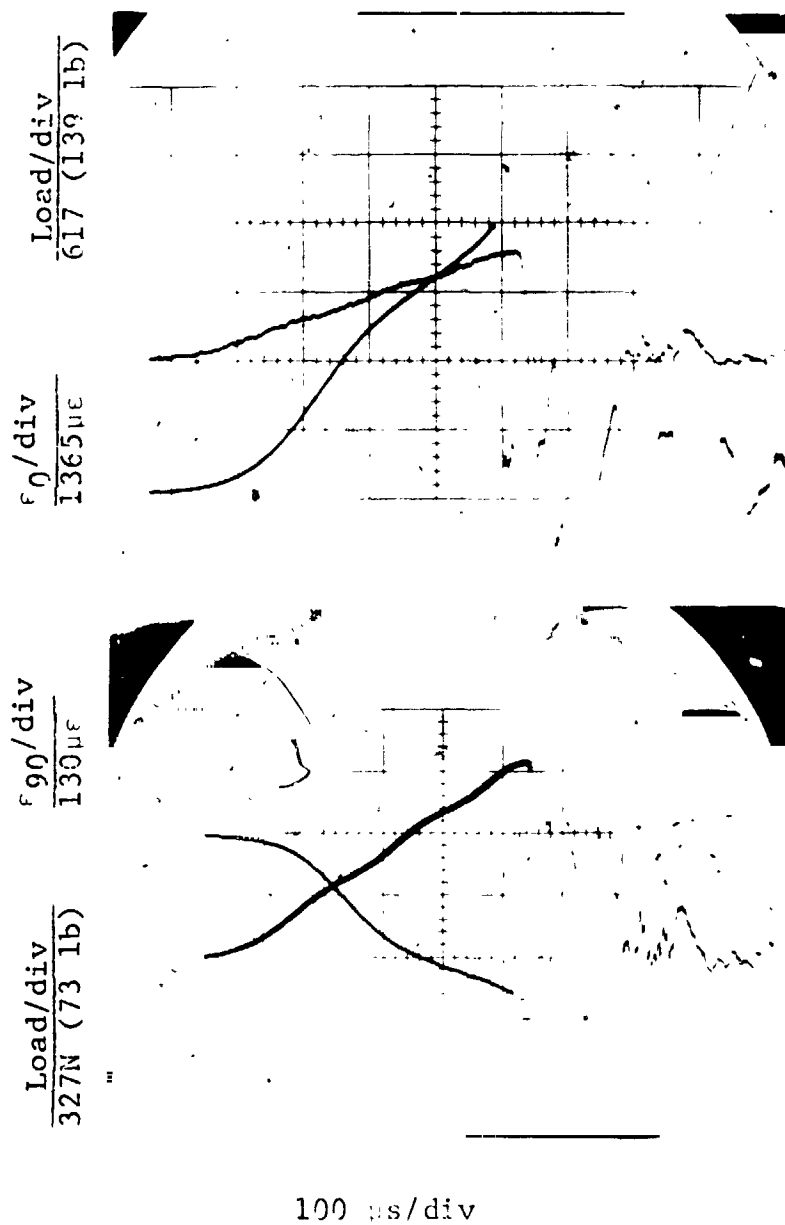 Load/div
617 (139 lb)
ε0/div
1365με
ε90/div
130με
Load/div
327N (73 lb)
100 μs/div